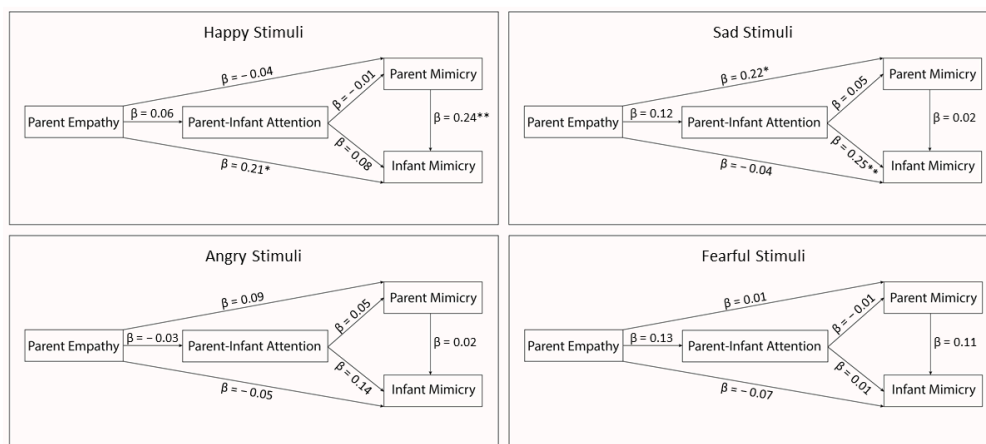 Happy Stimuli
β = − 0.04
Parent Mimicry
β = − 0.01
Parent Empathy
β = 0.06
Parent-Infant Attention
β = 0.24**
β = 0.08
β = 0.21*
Infant Mimicry
Sad Stimuli
β = 0.22*
Parent Mimicry
β = 0.05
Parent Empathy
β = 0.12
Parent-Infant Attention
β = 0.02
β = 0.25**
β = − 0.04
Infant Mimicry
Angry Stimuli
β = 0.09
Parent Mimicry
β = 0.05
Parent Empathy
β = − 0.03
Parent-Infant Attention
β = 0.02
β = 0.14
β = − 0.05
Infant Mimicry
Fearful Stimuli
β = 0.01
Parent Mimicry
β = − 0.01
Parent Empathy
β = 0.13
Parent-Infant Attention
β = 0.11
β = 0.01
β = − 0.07
Infant Mimicry